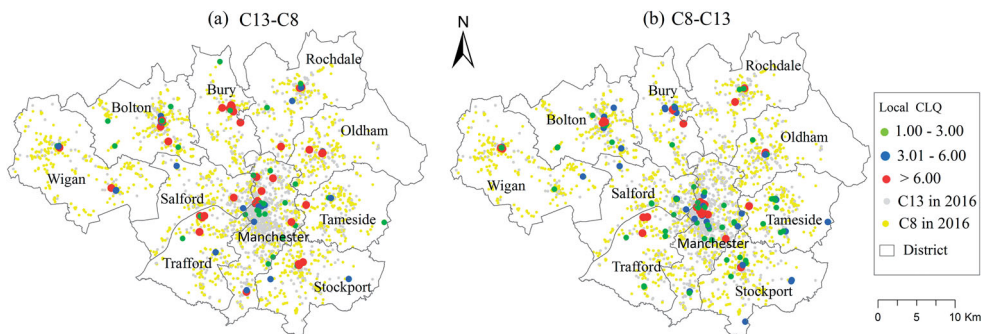 (a) C13-C8
Rochdale
Bury
Bolton
Oldham
Wigan
Salford
Tameside
Manchester
Trafford
Stockport
N
(b) C8-C13
Rochdale
Bury
Bolton
Oldham
Wigan
Salford
Tameside
Manchester
Trafford
Stockport
Local CLQ
1.00 - 3.00
3.01 - 6.00
> 6.00
C13 in 2016
C8 in 2016
District
0 5 10 Km